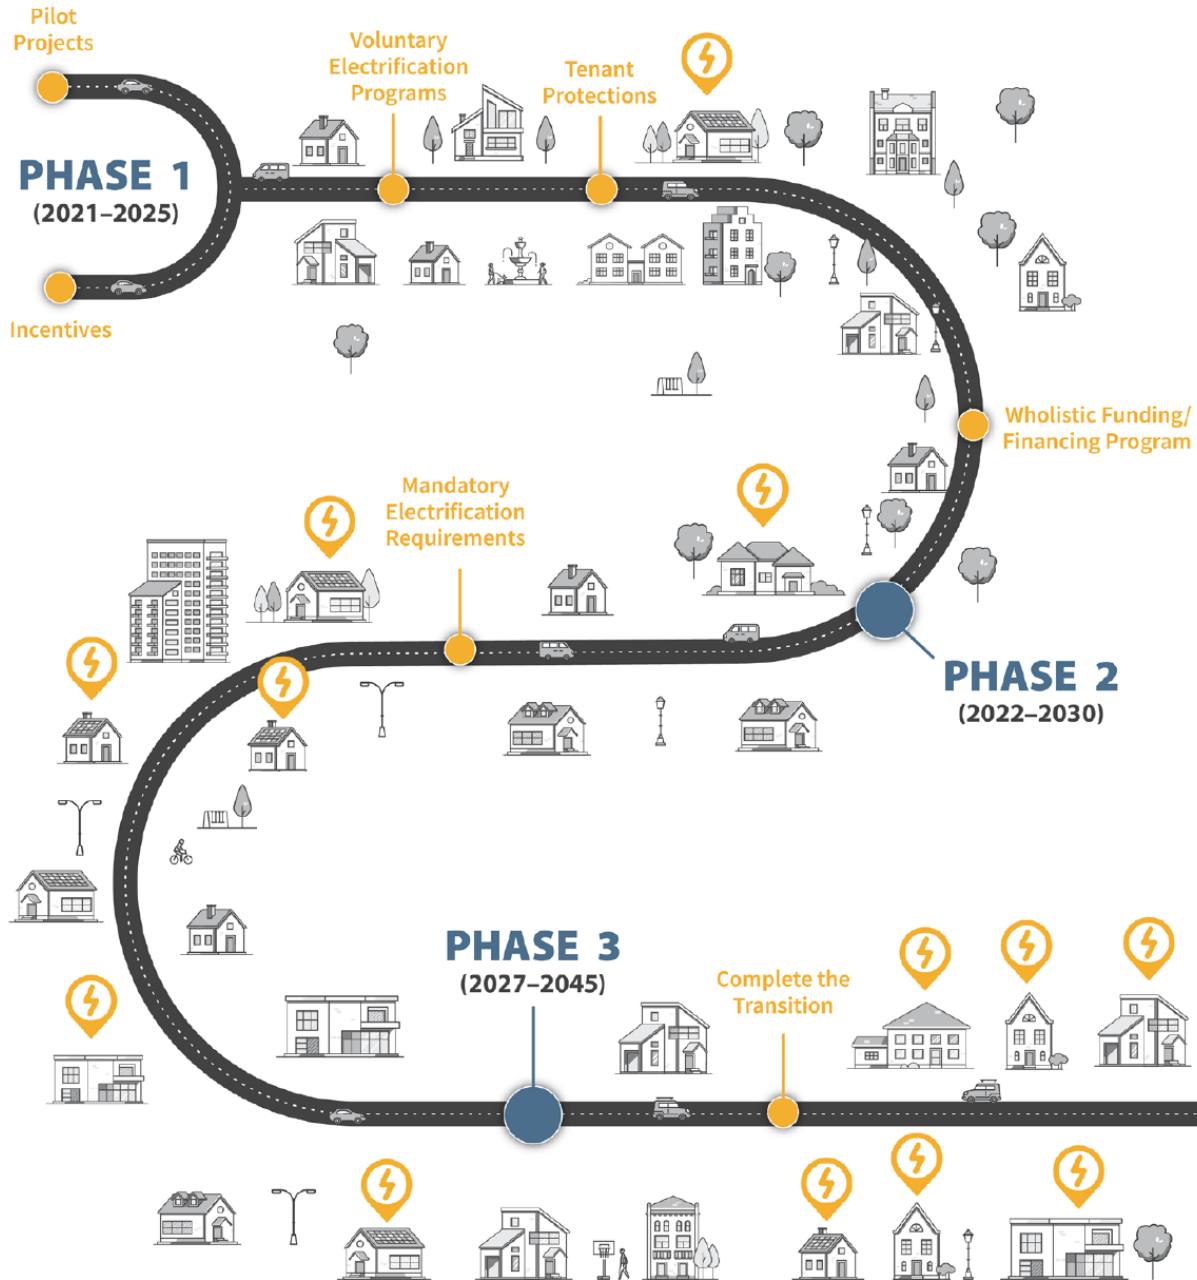 Pilot
Projects
PHASE 1
(2021–2025)
Incentives
Voluntary
Electrification
Programs
Tenant
Protections
Wholistic Funding/
Financing Program
PHASE 2
(2022–2030)
Mandatory
Electrification
Requirements
PHASE 3
(2027–2045)
Complete the
Transition